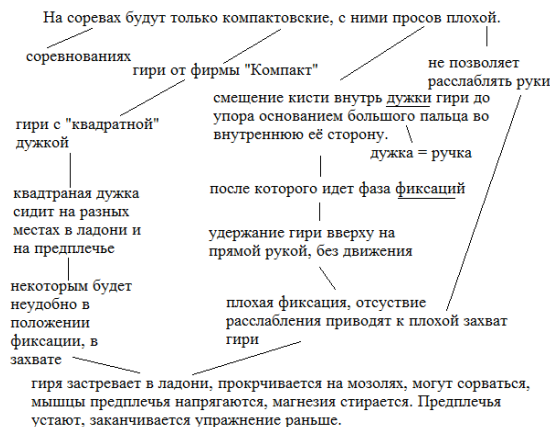 На соревах будут только компактовские, с ними просов плохой.
соревнованиях
гири от фирмы "Компакт"
не позволяет
расслаблять руки
смещение кисти внутрь дужки гири до
упора основанием большого пальца во
внутреннюю её сторону.
дужка = ручка
гири с "квадратной"
дужкой
после которого идет фаза фиксаций
квадтраная дужка
сидит на разных
местах в ладони и
на предплечье
удержание гири вверху на
прямой рукой, без движения
некоторым будет
неудобно в
положении
фиксации, в
захвате
плохая фиксация, отсуствие
расслабления приводят к плохой захват
гири
гиря застревает в ладони, прокрчивается на мозолях, могут сорваться,
мышцы предплечья напрягаются, магнезия стирается. Предплечья
устают, заканчивается упражнение раньше.